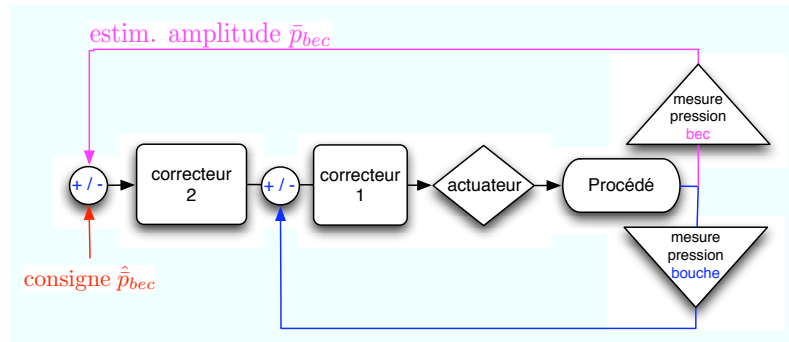 estim. amplitude p̄_bec
mesure
pression
bec
correcteur
2
+ / -
+ / -
correcteur
1
actuateur
Procédé
mesure
pression
bouche
consigne p̄̂_bec